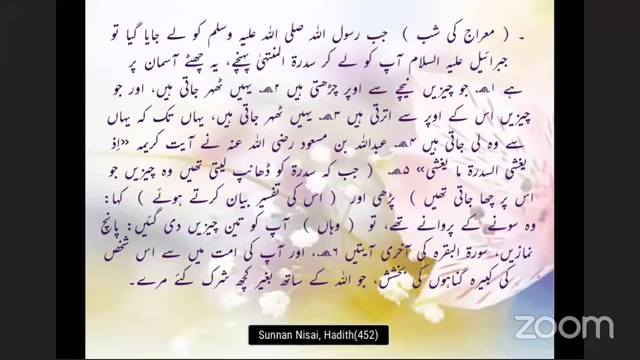 ۔ ( معراج کی شب ) جب رسول اللہ صلی اللہ علیہ وسلم کو لے جایا گیا تو
جبرائیل علیہ السلام آپ کو لے کر سدرۃ المنتہیٰ پہنچے، یہ چھٹے آسمان پر
ہے ۱؎ جو چیزیں نیچے سے اوپر چڑھتی ہیں ۲؎ یہیں ٹھہر جاتی ہیں، اور جو
چیزیں اس کے اوپر سے اترتی ہیں ۳؎ یہیں ٹھہر جاتی ہیں، یہاں تک کہ یہاں
سے وہ لی جاتی ہیں ۴؎ عبداللہ بن مسعود رضی اللہ عنہ نے آیت کریمہ «إذ
يغشى السدرة ما يغشى» ۵؎ ( جب کہ سدرۃ کو ڈھانپ لیتی تھیں وہ چیزیں جو
اس پر چھا جاتی تھیں ) پڑھی اور ( اس کی تفسیر بیان کرتے ہوئے ) کہا:
وہ سونے کے پروانے تھے، تو ( وہاں ) آپ کو تین چیزیں دی گئیں: پانچ
نمازیں، سورۃ البقرہ کی آخری آیتیں ۶؎، اور آپ کی امت میں سے اس شخص
کی کبیرہ گناہوں کی بخشش، جو اللہ کے ساتھ بغیر کچھ شرک کئے مرے۔
Sunnan Nisai, Hadith(452)
zoom